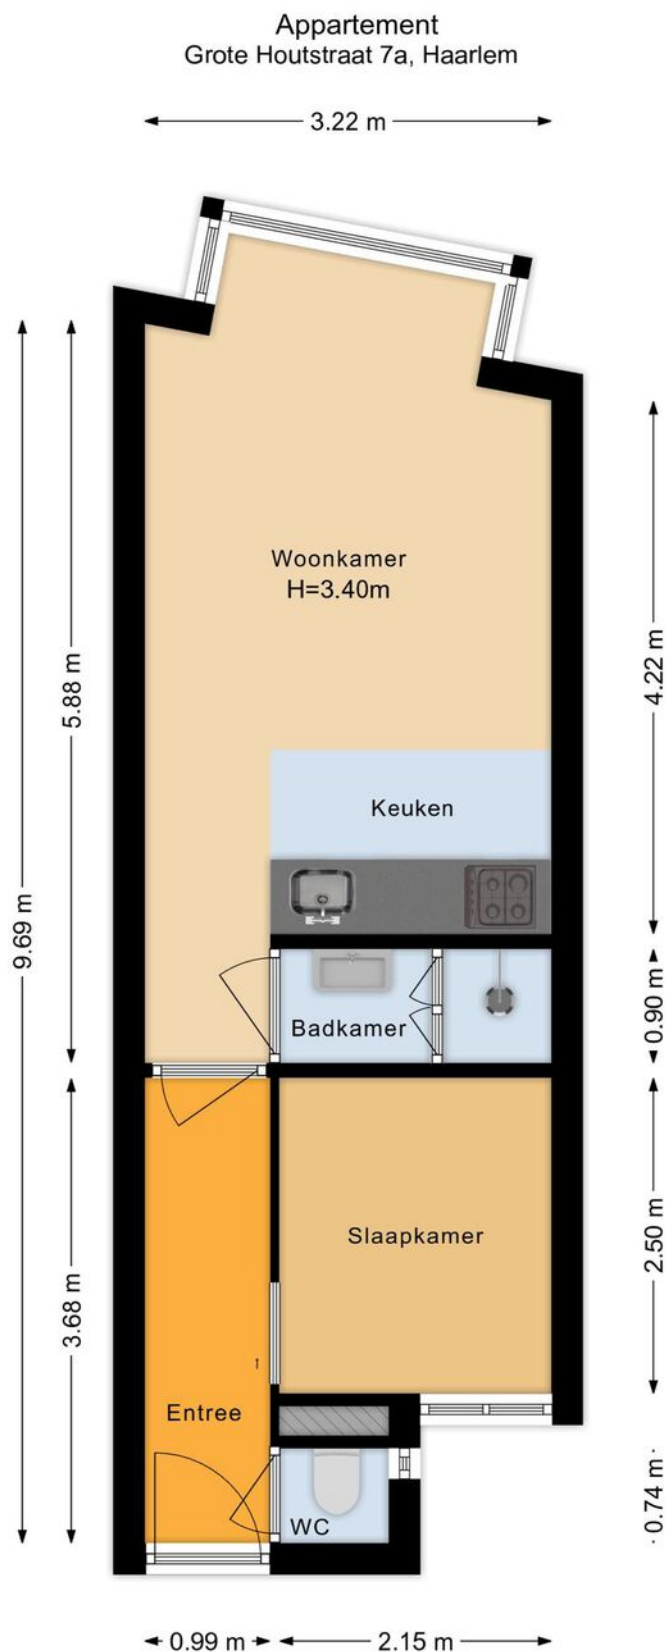 Appartement
Grote Houtstraat 7a, Haarlem
3.22 m
Woonkamer
H=3.40m
5.88 m
4.22 m
Keuken
9.69 m
0.90 m
Badkamer
Slaapkamer
2.50 m
3.68 m
Entree
0.74 m
WC
0.99 m
2.15 m